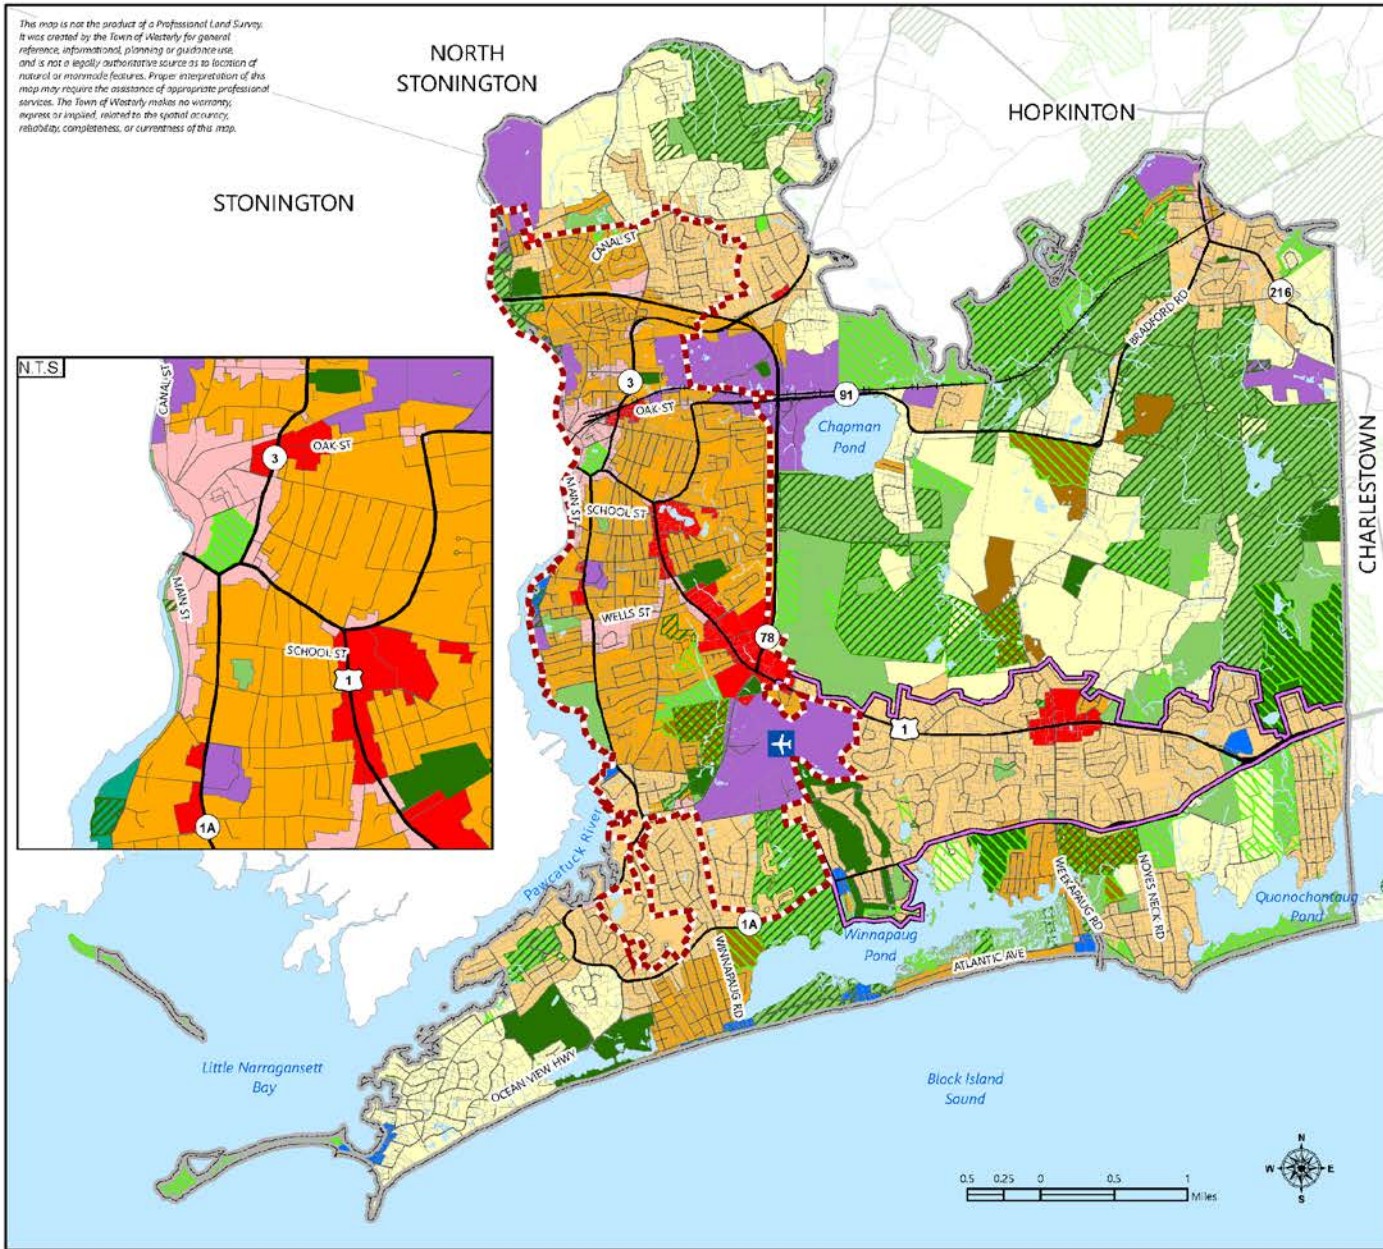 This map is not the product of a Professional Land Survey.
It was created by the Town of Westerly for general
reference, informational, planning or guidance use,
and is not a legally authoritative source as to location of
natural or manmade features. Proper interpretation of this
map may require the assistance of appropriate professional
services. The Town of Westerly makes no warranty,
express or implied, related to the spatial accuracy,
reliability, completeness, or currentness of this map.
NORTH
STONINGTON
HOPKINTON
STONINGTON
CANAL ST
216
BRADFORD RD
N.T.S.
CANAL ST
3
OAK ST
91
Chapman
Pond
CHARLESTOWN
OAK ST
3
MAIN ST
SCHOOL ST
MAIN ST
WELLS ST
78
SCHOOL ST
1
1
1A
Pawcatuck River
1A
WINNAPAUG RD
Winnapaug
Pond
WEEKAPAUG RD
NOYES NECK RD
Quonochontaug
Pond
ATLANTIC AVE
Little Narragansett
Bay
OCEAN VIEW HWY
Block Island
Sound
N
W E
S
0.5 0.25 0 0.5 1
Miles